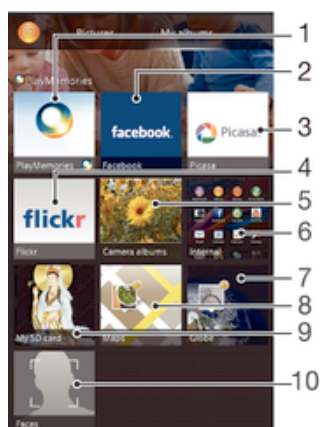 Pictures My albums
PlayMemories
1
2
facebook.
Picasa
3
PlayMemories
Facebook
Picasa
4
flickr
5
6
Flickr
Camera albums
Internal
7
8
My SD card
Maps
Globe
9
10
Faces